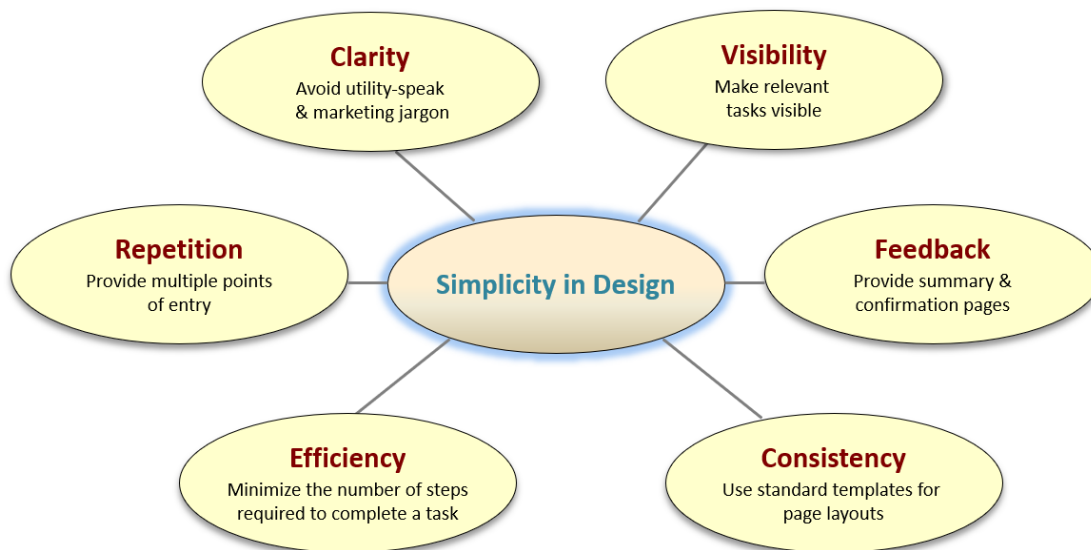 Clarity
Avoid utility-speak
& marketing jargon
Visibility
Make relevant
tasks visible
Repetition
Provide multiple points
of entry
Simplicity in Design
Feedback
Provide summary &
confirmation pages
Efficiency
Minimize the number of steps
required to complete a task
Consistency
Use standard templates for
page layouts